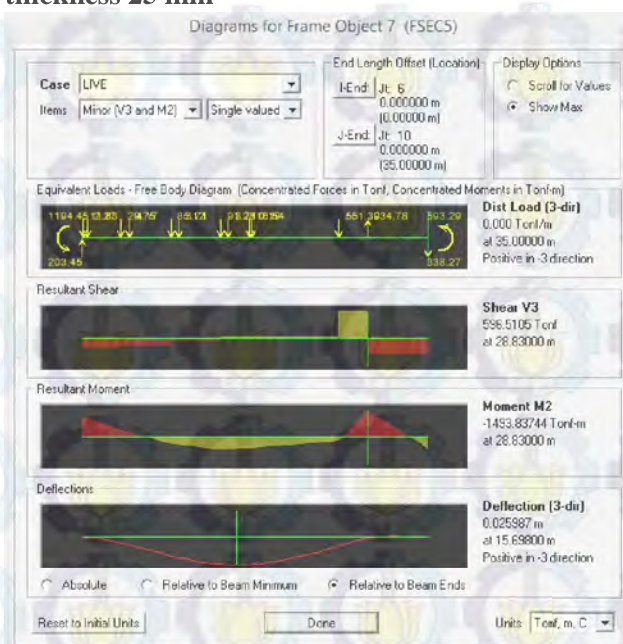 thickness 25 mm
Diagrams for Frame Object 7 (FSEC5)
End Length Offset (Location)
Display Options
Case LIVE
I-End: Jt: 6
Scroll for Values
0.000000 m
Items Minor (V3 and M2) Single valued
(0.00000 m)
Show Max
J-End: Jt: 10
0.000000 m
(35.00000 m)
Equivalent Loads - Free Body Diagram (Concentrated Forces in Tonf, Concentrated Moments in Tonf-m)
593.29
203.45
Dist Load (3-dir)
0.000 Tonf/m
at 35.00000 m
Positive in -3 direction
Resultant Shear
Shear V3
at 28.83000 m
Resultant Moment
Moment M2
-1493.83744 Tonf-m
at 28.83000 m
Deflections
Deflection (3-dir)
0.025987 m
at 15.69800 m
Positive in -3 direction
Absolute Relative to Beam Minimum Relative to Beam Ends
Reset to Initial Units Done Units Tonf, m, C